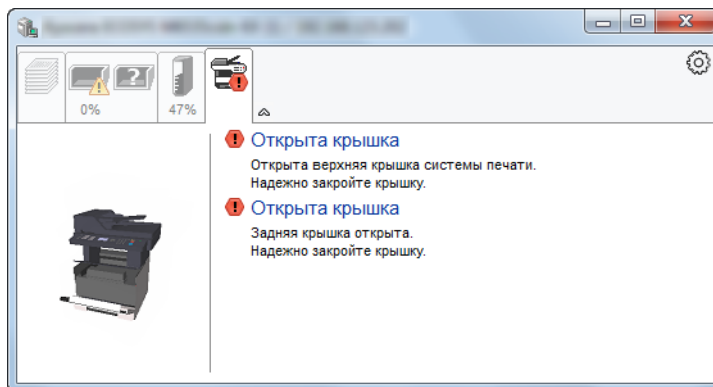 0%
?
47%
Открыта крышка
Открыта верхняя крышка системы печати.
Надежно закройте крышку.
Открыта крышка
Задняя крышка открыта.
Надежно закройте крышку.